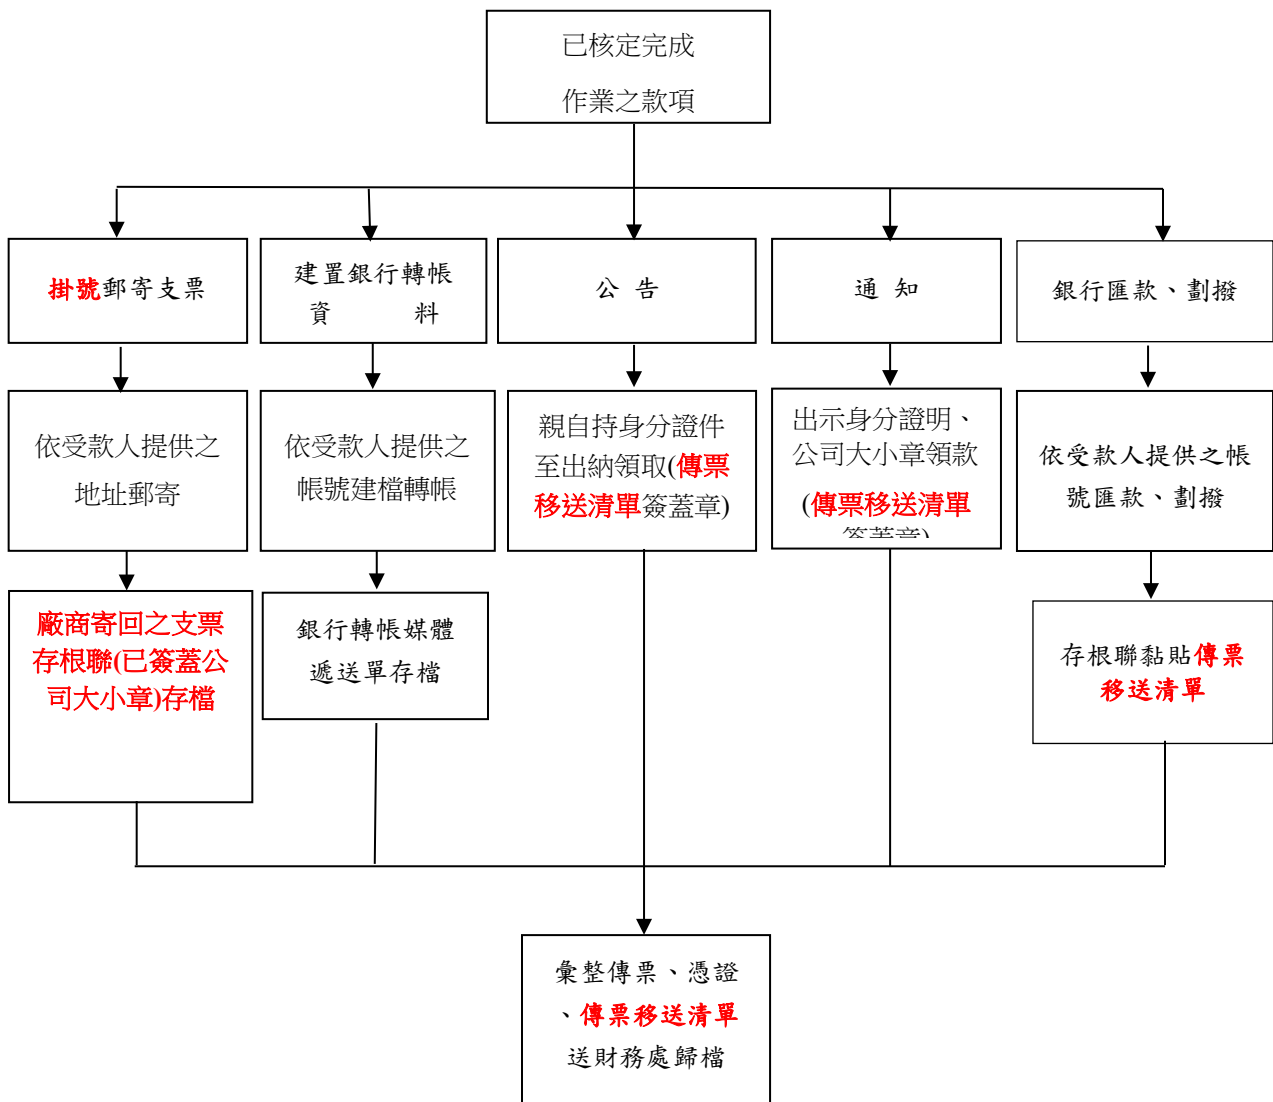 已核定完成
作業之款項
掛號郵寄支票
建置銀行轉帳
資 料
公 告
通 知
銀行匯款、劃撥
依受款人提供之
地址郵寄
依受款人提供之
帳號建檔轉帳
親自持身分證件
至出納領取(傳票
移送清單簽蓋章)
出示身分證明、
公司大小章領款
(傳票移送清單
簽蓋章)
依受款人提供之帳
號匯款、劃撥
廠商寄回之支票
存根聯(已簽蓋公
司大小章)存檔
銀行轉帳媒體
遞送單存檔
存根聯黏貼傳票
移送清單
彙整傳票、憑證
、傳票移送清單
送財務處歸檔